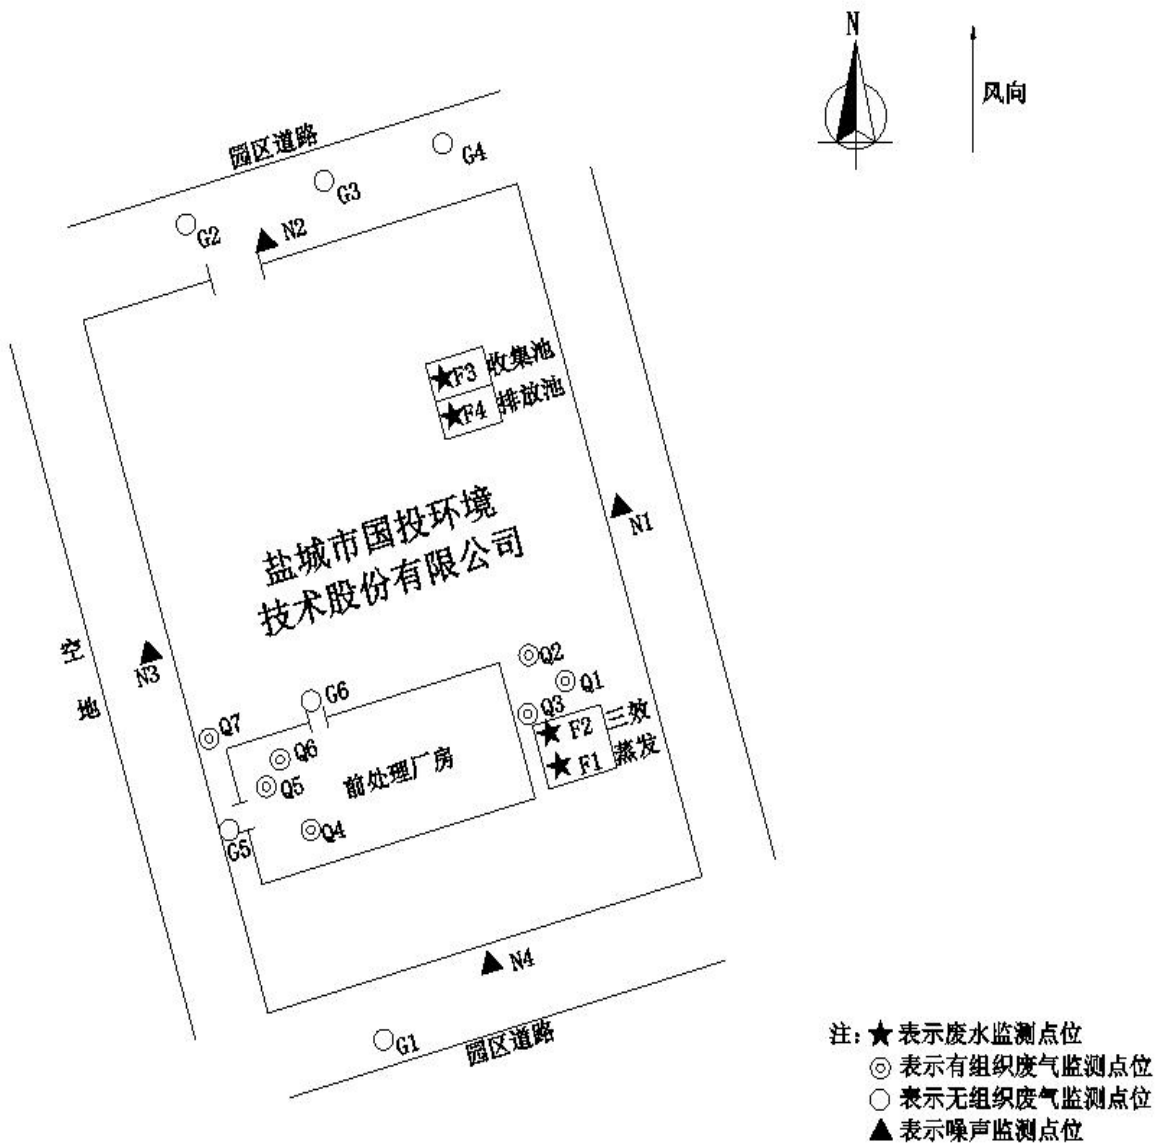 N
风向
园区道路
G4
G3
G2
N2
F3
收集池
F4
排放池
盐城市国投环境
技术股份有限公司
N1
空地
N3
Q2
Q1
Q3
G6
Q7
F2
三效
Q6
F1
蒸发
Q5
前处理厂房
Q4
G5
N4
G1
园区道路
注:★表示废水监测点位
◎表示有组织废气监测点位
○表示无组织废气监测点位
▲表示噪声监测点位